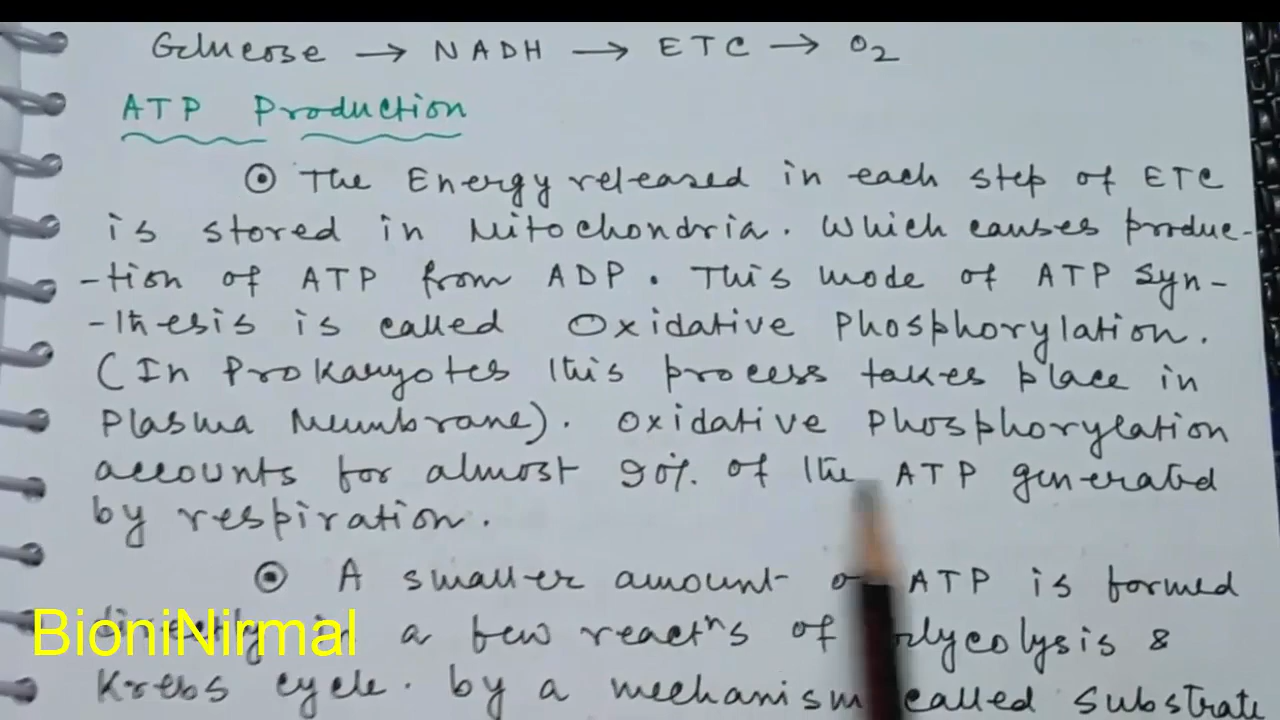 Glucose → NADH → ETC → O2
ATP Production
⊙ The Energy released in each step of ETC
is stored in Mitochondria. Which causes produc-
-tion of ATP from ADP. This mode of ATP syn-
-thesis is called Oxidative Phosphorylation.
(In Prokaryotes this process takes place in
Plasma Membrane). Oxidative Phosphorylation
accounts for almost 90% of the ATP generated
by respiration.
⊙ A smaller amount ATP is formed
in a few reactⁿs of glycolysis &
Krebs cycle. by a mechanism called substrate
BioniNirmal